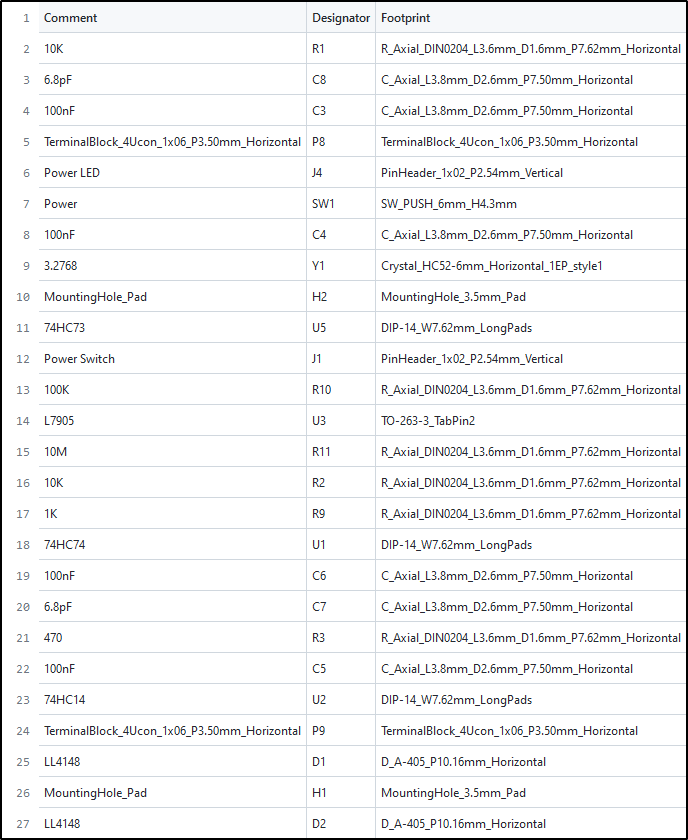 1 Comment Designator Footprint
2 10K R1 R_Axial_DIN0204_L3.6mm_D1.6mm_P7.62mm_Horizontal
3 6.8pF C8 C_Axial_L3.8mm_D2.6mm_P7.50mm_Horizontal
4 100nF C3 C_Axial_L3.8mm_D2.6mm_P7.50mm_Horizontal
5 TerminalBlock_4Ucon_1x06_P3.50mm_Horizontal P8 TerminalBlock_4Ucon_1x06_P3.50mm_Horizontal
6 Power LED J4 PinHeader_1x02_P2.54mm_Vertical
7 Power SW1 SW_PUSH_6mm_H4.3mm
8 100nF C4 C_Axial_L3.8mm_D2.6mm_P7.50mm_Horizontal
9 3.2768 Y1 Crystal_HC52-6mm_Horizontal_1EP_style1
10 MountingHole_Pad H2 MountingHole_3.5mm_Pad
11 74HC73 U5 DIP-14_W7.62mm_LongPads
12 Power Switch J1 PinHeader_1x02_P2.54mm_Vertical
13 100K R10 R_Axial_DIN0204_L3.6mm_D1.6mm_P7.62mm_Horizontal
14 L7905 U3 TO-263-3_TabPin2
15 10M R11 R_Axial_DIN0204_L3.6mm_D1.6mm_P7.62mm_Horizontal
16 10K R2 R_Axial_DIN0204_L3.6mm_D1.6mm_P7.62mm_Horizontal
17 1K R9 R_Axial_DIN0204_L3.6mm_D1.6mm_P7.62mm_Horizontal
18 74HC74 U1 DIP-14_W7.62mm_LongPads
19 100nF C6 C_Axial_L3.8mm_D2.6mm_P7.50mm_Horizontal
20 6.8pF C7 C_Axial_L3.8mm_D2.6mm_P7.50mm_Horizontal
21 470 R3 R_Axial_DIN0204_L3.6mm_D1.6mm_P7.62mm_Horizontal
22 100nF C5 C_Axial_L3.8mm_D2.6mm_P7.50mm_Horizontal
23 74HC14 U2 DIP-14_W7.62mm_LongPads
24 TerminalBlock_4Ucon_1x06_P3.50mm_Horizontal P9 TerminalBlock_4Ucon_1x06_P3.50mm_Horizontal
25 LL4148 D1 D_A-405_P10.16mm_Horizontal
26 MountingHole_Pad H1 MountingHole_3.5mm_Pad
27 LL4148 D2 D_A-405_P10.16mm_Horizontal